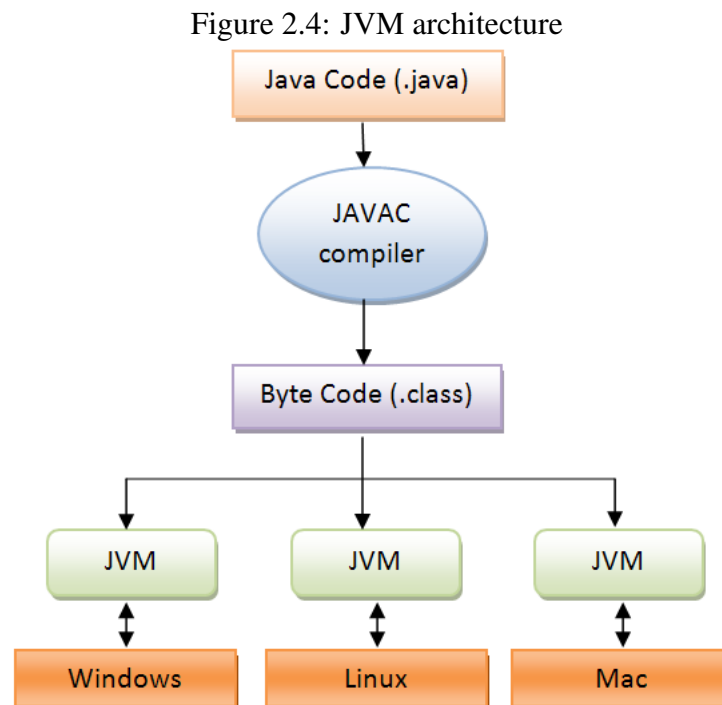 Figure 2.4: JVM architecture
Java Code (.java)
JAVAC
compiler
Byte Code (.class)
JVM
JVM
JVM
Windows
Linux
Mac